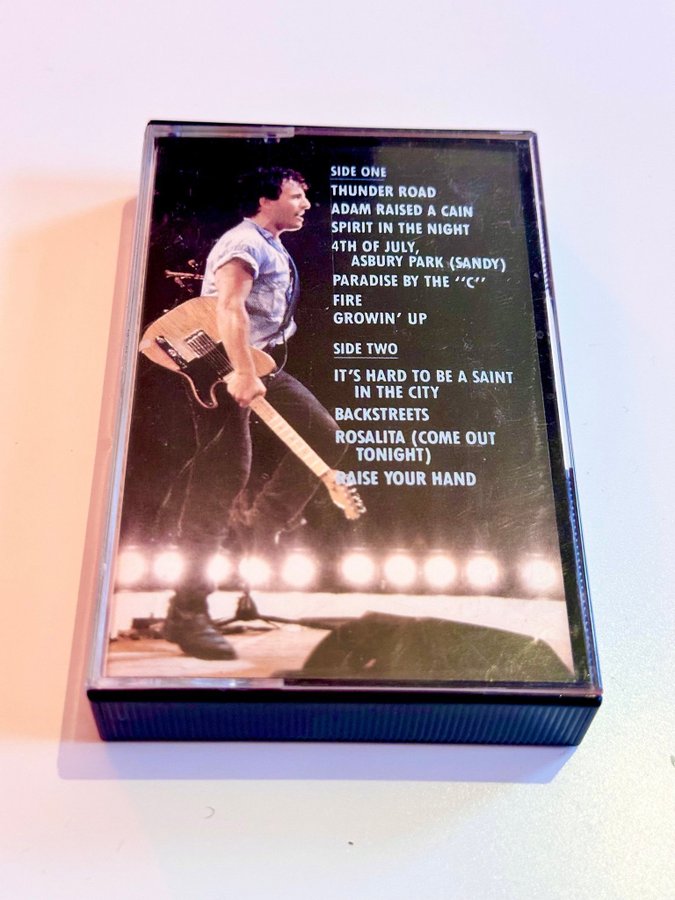 SIDE ONE
THUNDER ROAD
ADAM RAISED A CAIN
SPIRIT IN THE NIGHT
4TH OF JULY,
ASBURY PARK (SANDY)
PARADISE BY THE "C"
FIRE
GROWIN' UP
SIDE TWO
IT'S HARD TO BE A SAINT
IN THE CITY
BACKSTREETS
ROSALITA (COME OUT
TONIGHT)
RAISE YOUR HAND